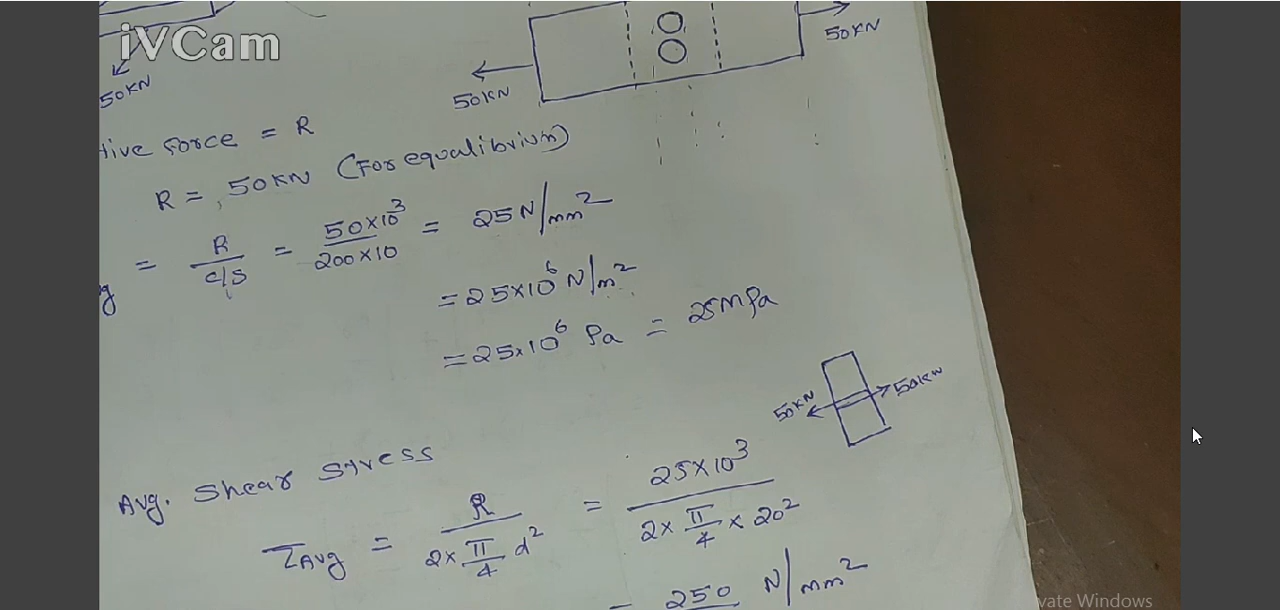 iVCam
50KN
50KN
50KN
tive force = R
R = 50KN (For equalibrium)
g = R/c/s = 50×10³/200×10 = 25 N/mm²
= 25×10⁶ N/m²
= 25×10⁶ Pa = 25MPa
50KN 50KN
Avg. Shear Stress
τAvg = R/2×π/4 d² = 25×10³/2×π/4×20²
= 250 N/mm²
vate Windows